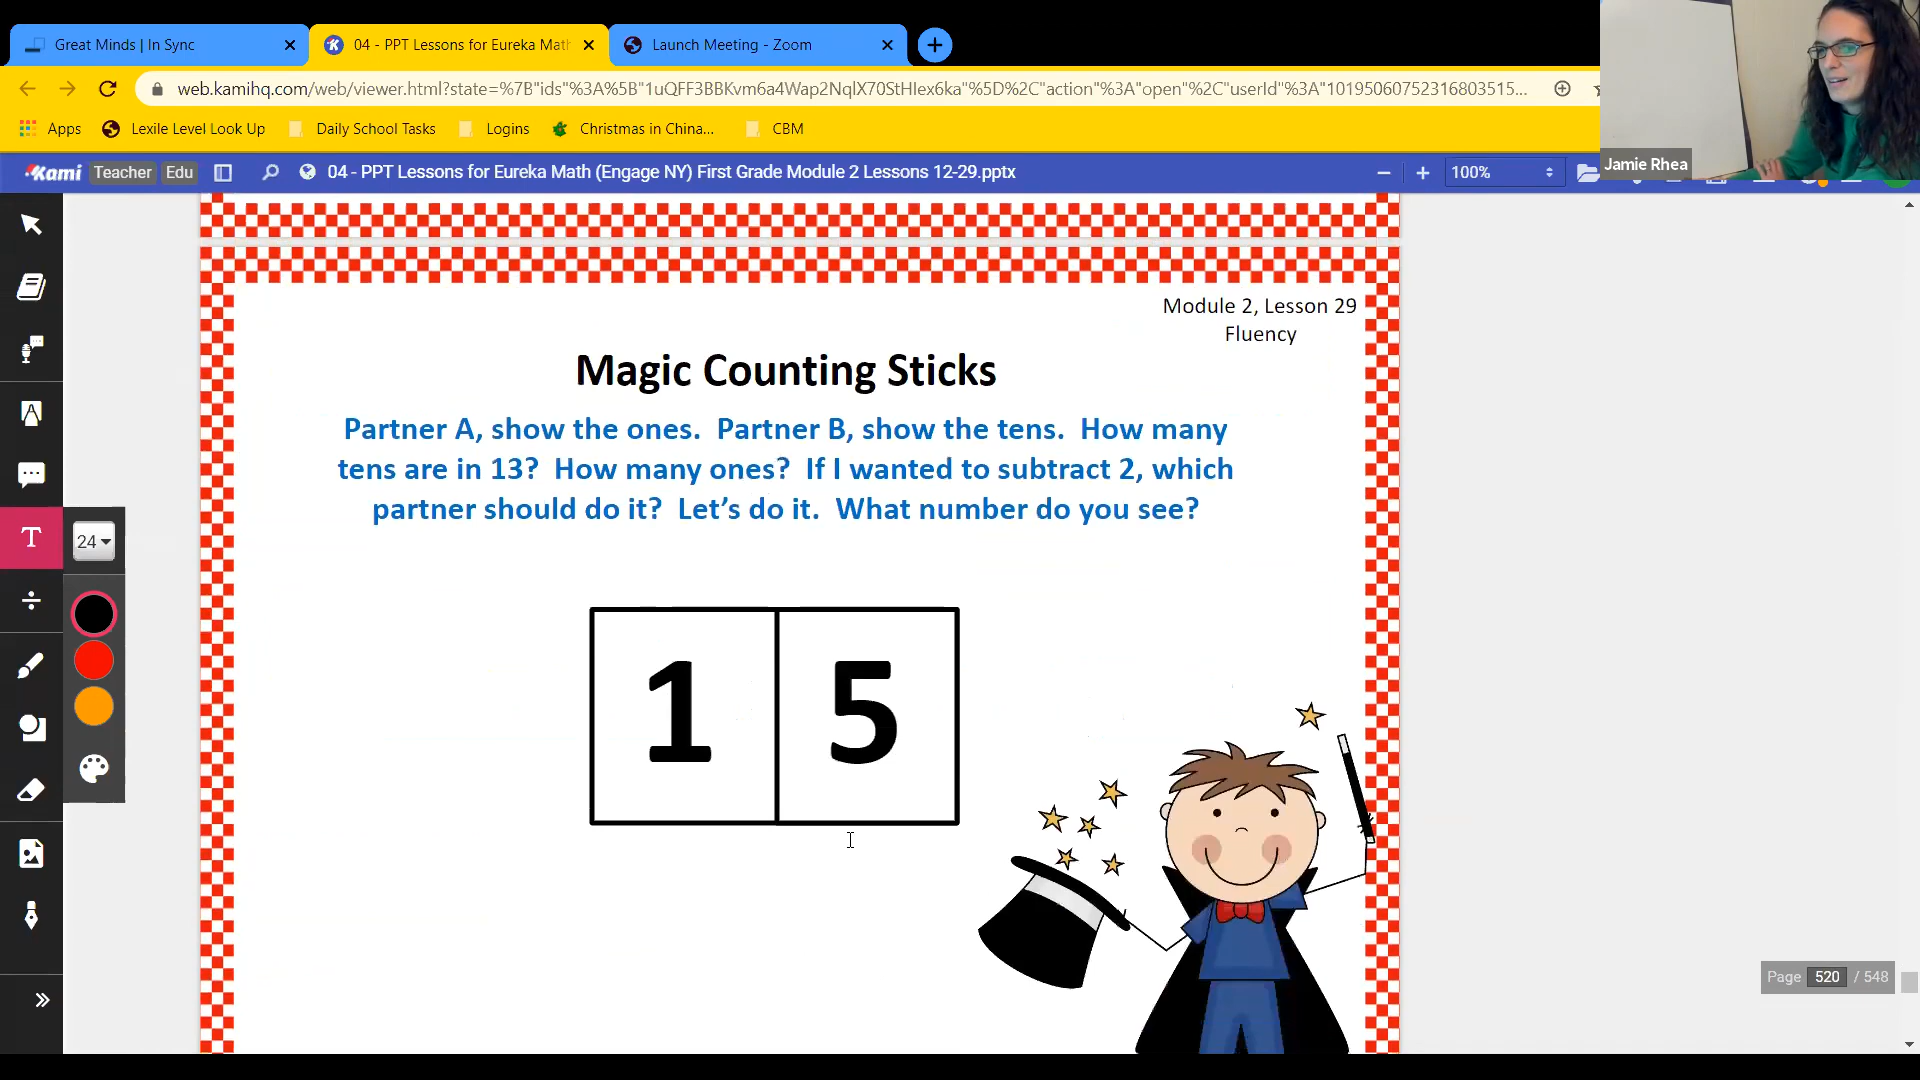 Great Minds | In Sync
04 - PPT Lessons for Eureka Math
Launch Meeting - Zoom
web.kamihq.com/web/viewer.html?state=%7B"ids"%3A%5B"1uQFF3BBKvm6a4Wap2NqlX70StHIex6ka"%5D%2C"action"%3A"open"%2C"userId"%3A"10195060752316803515...
Apps
Lexile Level Look Up
Daily School Tasks
Logins
Christmas in China...
CBM
Jamie Rhea
Kami
Teacher
Edu
04 - PPT Lessons for Eureka Math (Engage NY) First Grade Module 2 Lessons 12-29.pptx
100%
Module 2, Lesson 29
Fluency
Magic Counting Sticks
Partner A, show the ones. Partner B, show the tens. How many
tens are in 13? How many ones? If I wanted to subtract 2, which
partner should do it? Let's do it. What number do you see?
T
24
1 5
Page 520 / 548